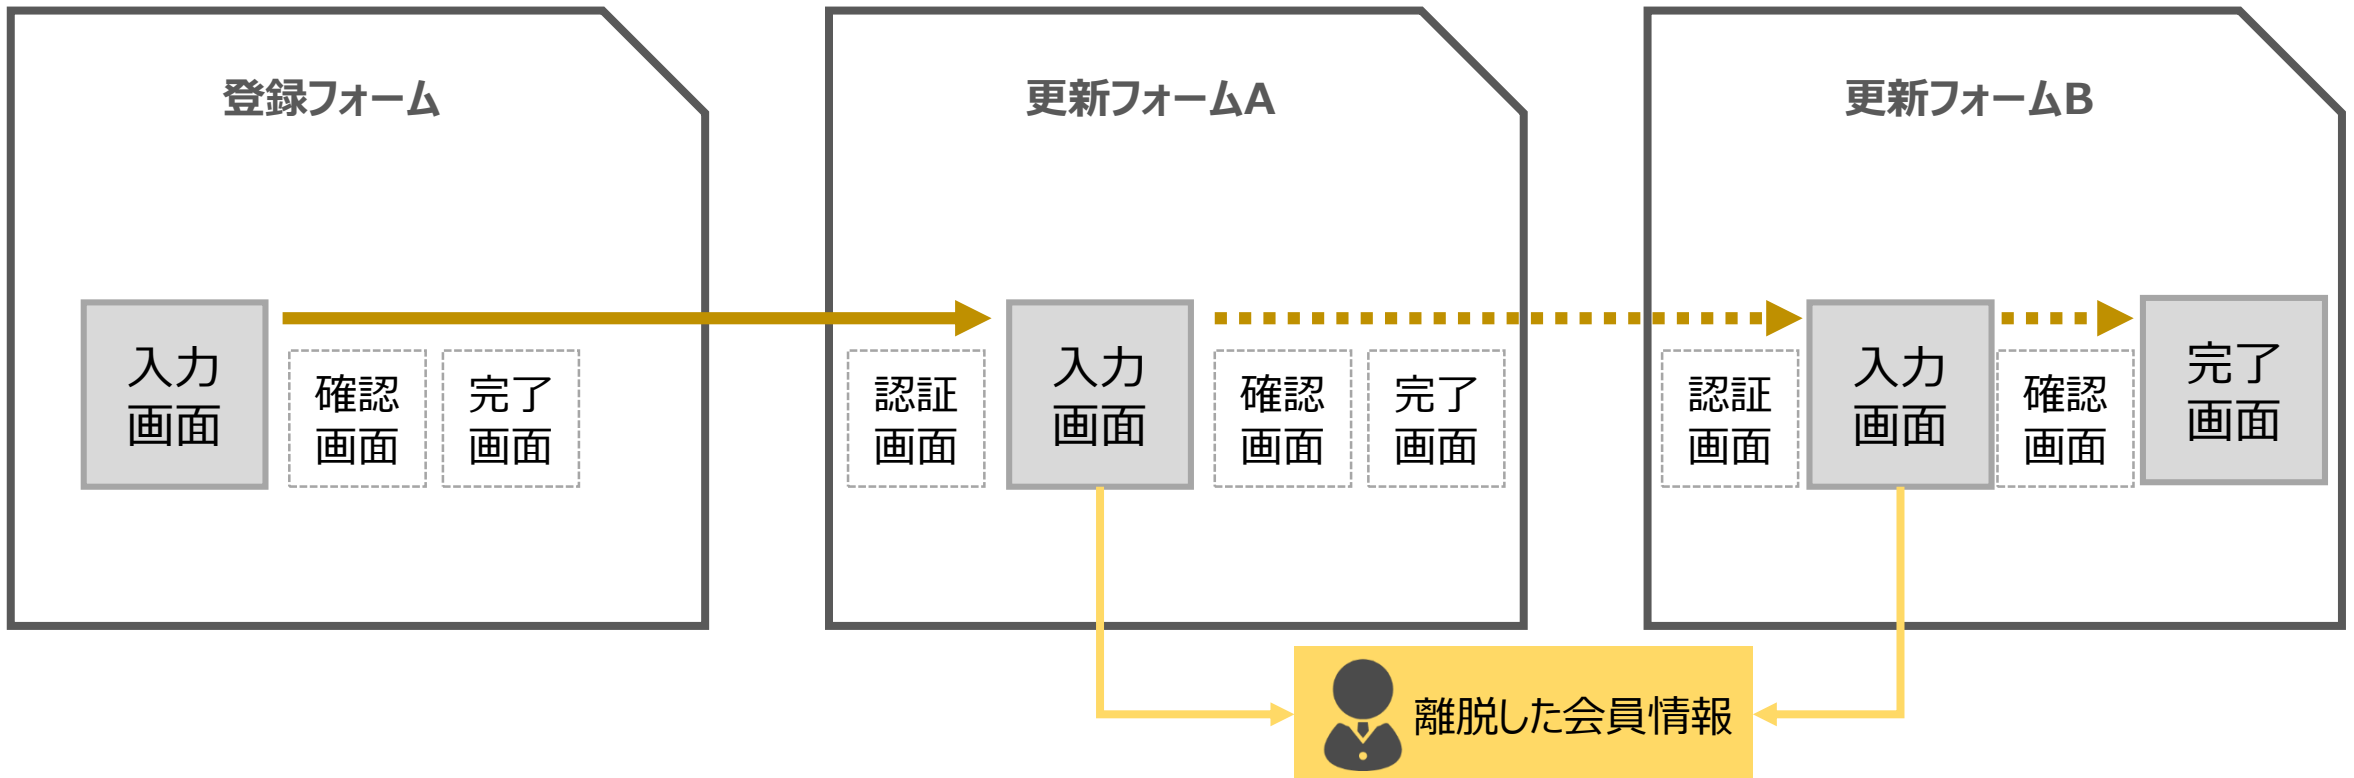 登録フォーム
入力
画面
確認
画面
完了
画面
更新フォームA
認証
画面
入力
画面
確認
画面
完了
画面
更新フォームB
認証
画面
入力
画面
確認
画面
完了
画面
離脱した会員情報